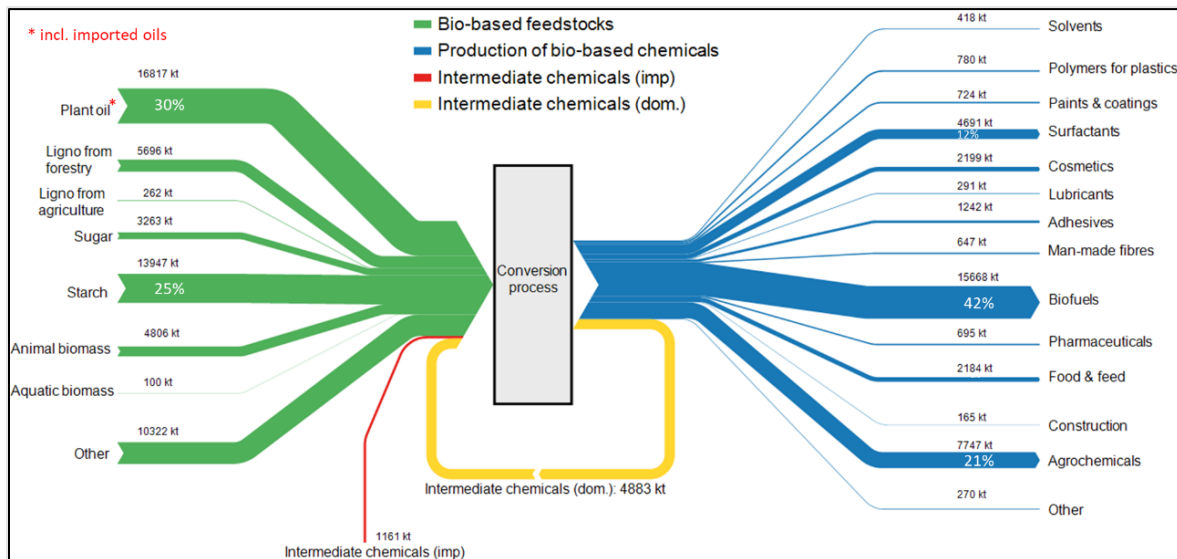 * incl. imported oils
Bio-based feedstocks
Production of bio-based chemicals
Intermediate chemicals (imp)
Intermediate chemicals (dom.)
16817 kt
Plant oil*
30%
5696 kt
Ligno from
forestry
262 kt
Ligno from
agriculture
3263 kt
Sugar
13947 kt
Starch
25%
4806 kt
Animal biomass
100 kt
Aquatic biomass
10322 kt
Other
1161 kt
Intermediate chemicals (imp)
Intermediate chemicals (dom.): 4883 kt
Conversion
process
418 kt
Solvents
780 kt
Polymers for plastics
724 kt
Paints & coatings
4691 kt
12%
Surfactants
2199 kt
Cosmetics
291 kt
Lubricants
1242 kt
Adhesives
647 kt
Man-made fibres
15668 kt
42%
Biofuels
695 kt
Pharmaceuticals
2184 kt
Food & feed
165 kt
Construction
7747 kt
21%
Agrochemicals
270 kt
Other